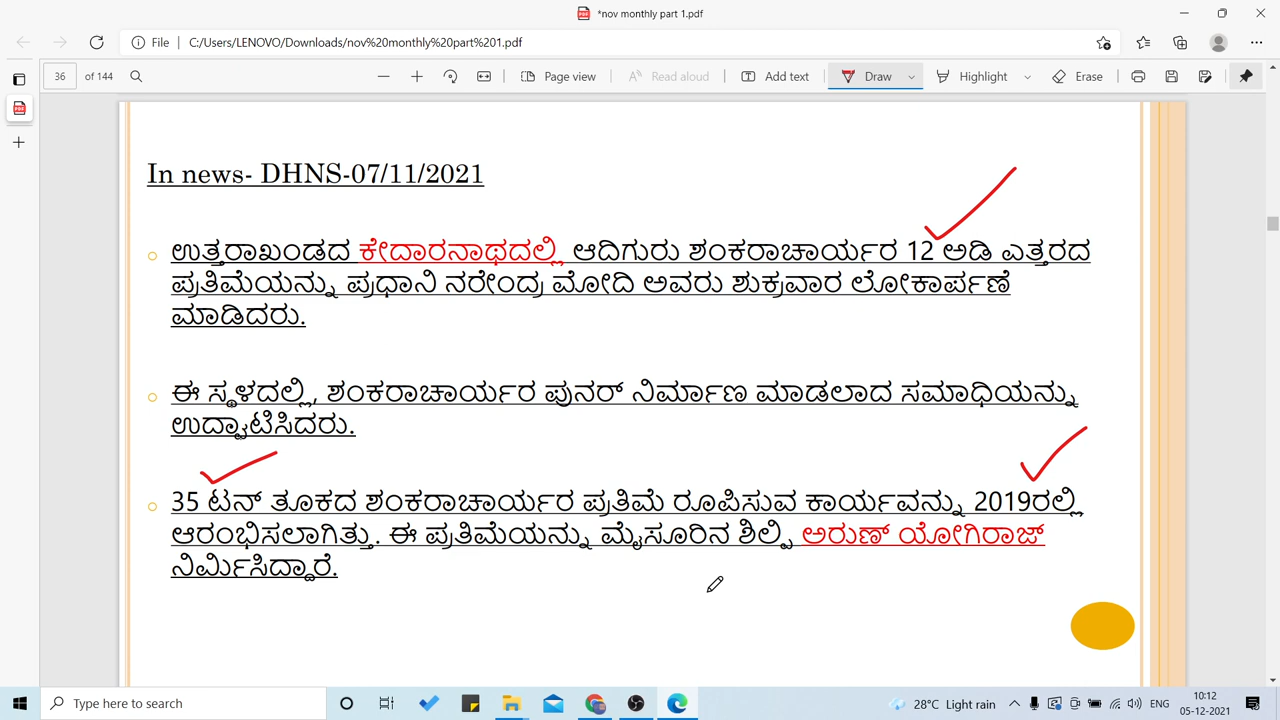 *nov monthly part 1.pdf
File C:/Users/LENOVO/Downloads/nov%20monthly%20part%201.pdf
36 of 144 Page view Read aloud Add text Draw Highlight Erase
In news- DHNS-07/11/2021
ಉತ್ತರಾಖಂಡದ ಕೇದಾರನಾಥದಲ್ಲಿ ಆದಿಗುರು ಶಂಕರಾಚಾರ್ಯರ 12 ಅಡಿ ಎತ್ತರದ
ಪ್ರತಿಮೆಯನ್ನು ಪ್ರಧಾನಿ ನರೇಂದ್ರ ಮೋದಿ ಅವರು ಶುಕ್ರವಾರ ಲೋಕಾರ್ಪಣೆ
ಮಾಡಿದರು.
ಈ ಸ್ಥಳದಲ್ಲಿ, ಶಂಕರಾಚಾರ್ಯರ ಪುನರ್ ನಿರ್ಮಾಣ ಮಾಡಲಾದ ಸಮಾಧಿಯನ್ನು
ಉದ್ಘಾಟಿಸಿದರು.
35 ಟನ್ ತೂಕದ ಶಂಕರಾಚಾರ್ಯರ ಪ್ರತಿಮೆ ರೂಪಿಸುವ ಕಾರ್ಯವನ್ನು 2019ರಲ್ಲಿ
ಆರಂಭಿಸಲಾಗಿತ್ತು. ಈ ಪ್ರತಿಮೆಯನ್ನು ಮೈಸೂರಿನ ಶಿಲ್ಪಿ ಅರುಣ್ ಯೋಗಿರಾಜ್
ನಿರ್ಮಿಸಿದ್ದಾರೆ.
Type here to search 28°C Light rain ENG 10:12
05-12-2021